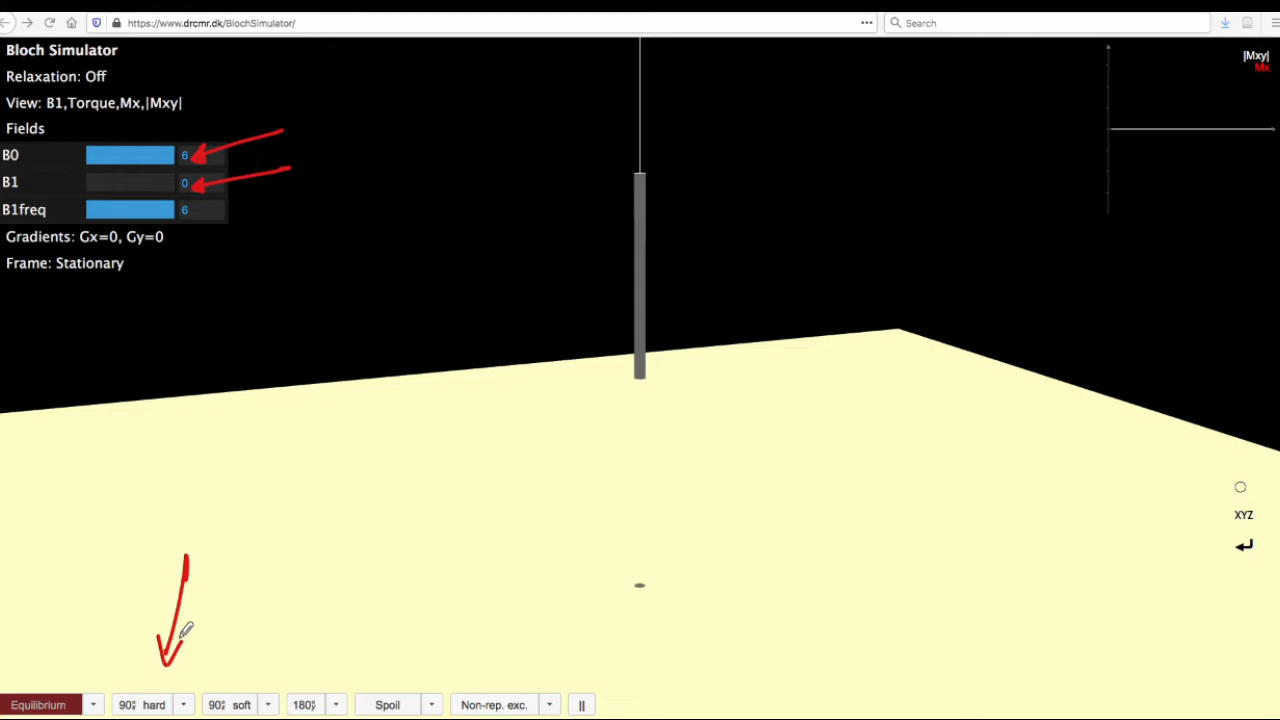 https://www.drcmr.dk/BlochSimulator/
Search
Bloch Simulator
Relaxation: Off
View: B1,Torque,Mx,|Mxy|
Fields
B0 6
B1 0
B1freq 6
Gradients: Gx=0, Gy=0
Frame: Stationary
|Mxy|
Mx
XYZ
Equilibrium
90 hard
90 soft
180
Spoil
Non-rep. exc.
||